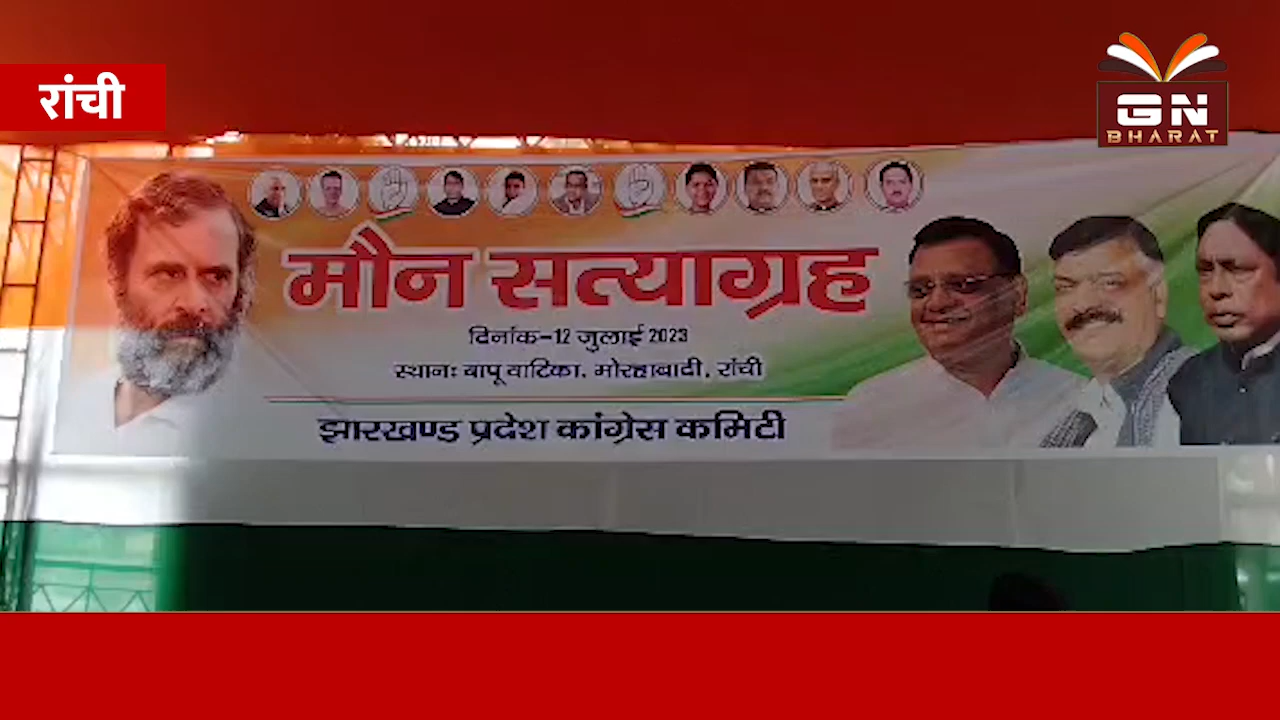 रांची
GN
BHARAT
मौन सत्याग्रह
दिनांक-12 जुलाई 2023
स्थानः बापू वाटिका, मोरहाबादी, रांची
झारखण्ड प्रदेश कांग्रेस कमिटी